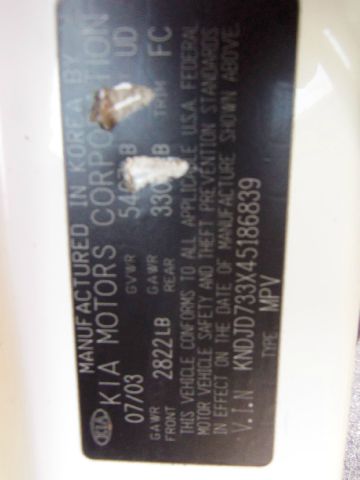 MANUFACTURED IN KOREA BY
KIA KIA MOTORS CORPORATION
07/03 GVWR UD
GAWR FRONT 2822LB GAWR REAR TRIM FC
THIS VEHICLE CONFORMS TO ALL APPLICABLE U.S.A. FEDERAL
MOTOR VEHICLE SAFETY AND THEFT PREVENTION STANDARDS
IN EFFECT ON THE DATE OF MANUFACTURE SHOWN ABOVE.
V.I.N KNDJD733X45186839
TYPE MPV